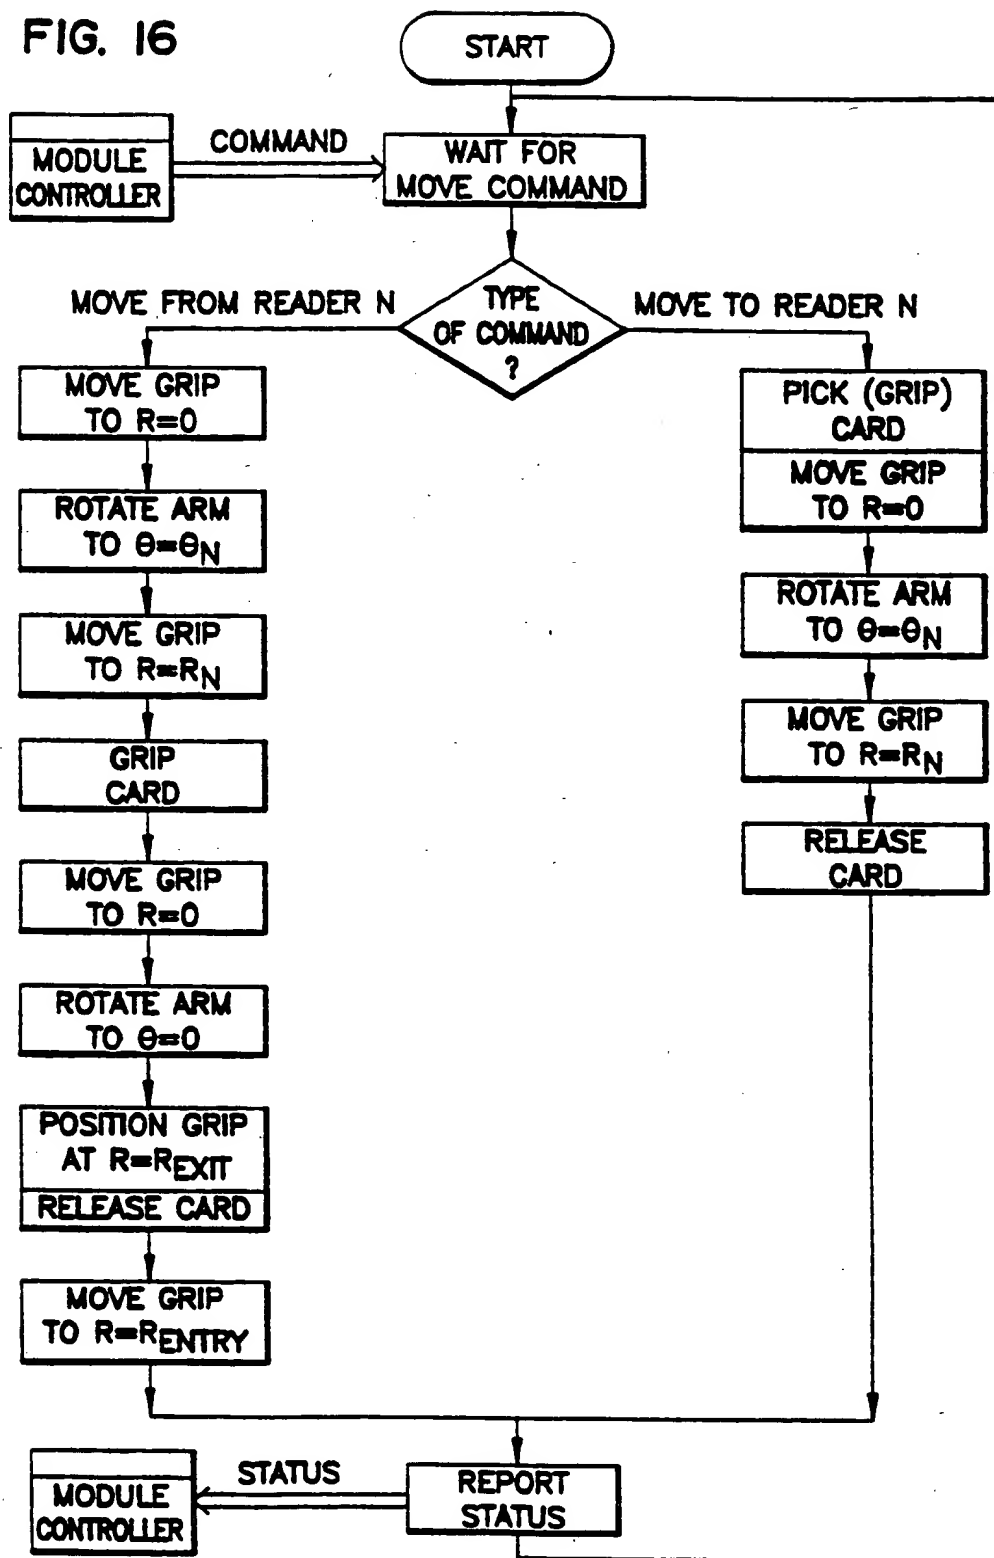 FIG. 16
START
COMMAND
MODULE
CONTROLLER
WAIT FOR
MOVE COMMAND
MOVE FROM READER N
TYPE
OF COMMAND
?
MOVE TO READER N
MOVE GRIP
TO R=0
ROTATE ARM
TO θ=θN
MOVE GRIP
TO R=RN
GRIP
CARD
MOVE GRIP
TO R=0
ROTATE ARM
TO θ=0
POSITION GRIP
AT R=REXIT
RELEASE CARD
MOVE GRIP
TO R=RENTRY
PICK (GRIP)
CARD
MOVE GRIP
TO R=0
ROTATE ARM
TO θ=θN
MOVE GRIP
TO R=RN
RELEASE
CARD
STATUS
MODULE
CONTROLLER
REPORT
STATUS